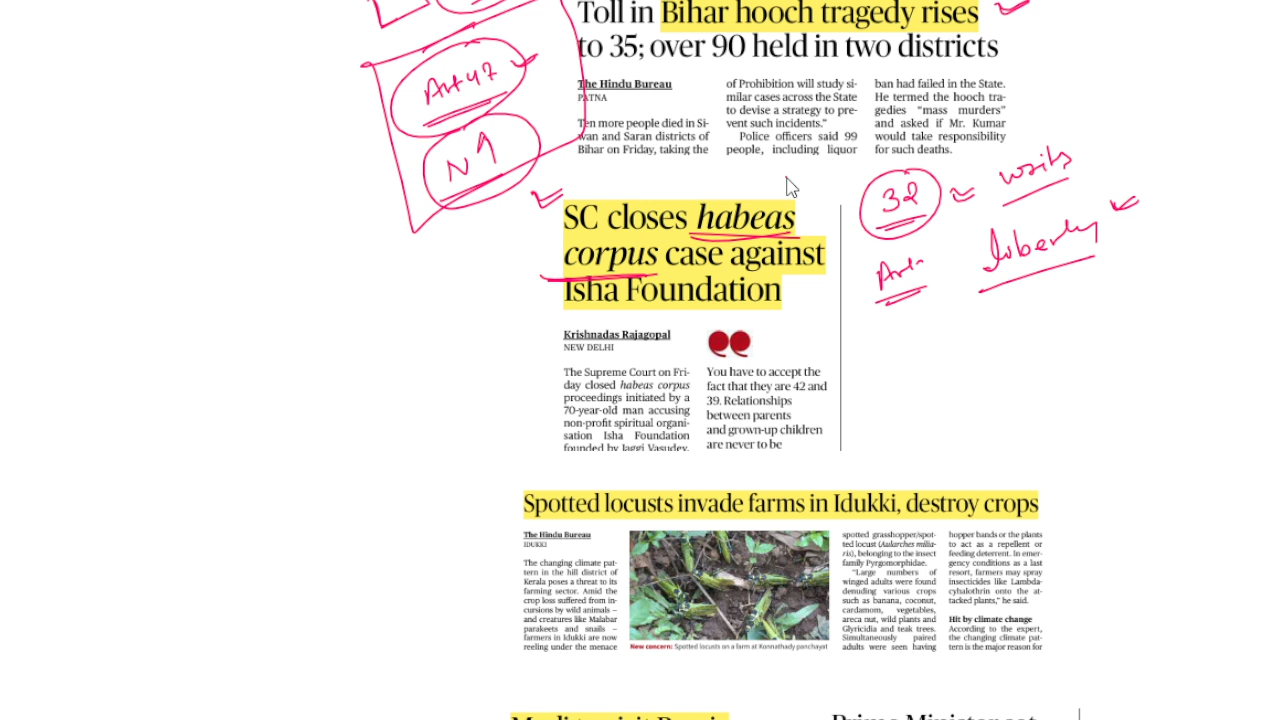 Toll in Bihar hooch tragedy rises
to 35; over 90 held in two districts
Art 47
N↑
The Hindu Bureau
PATNA
Ten more people died in Si-
wan and Saran districts of
Bihar on Friday, taking the
of Prohibition will study si-
milar cases across the State
to devise a strategy to pre-
vent such incidents.”
Police officers said 99
people, including liquor
ban had failed in the State.
He termed the hooch tra-
gedies “mass murders”
and asked if Mr. Kumar
would take responsibility
for such deaths.
32
writs
Art.
liberty
SC closes habeas
corpus case against
Isha Foundation
Krishnadas Rajagopal
NEW DELHI
The Supreme Court on Fri-
day closed habeas corpus
proceedings initiated by a
70-year-old man accusing
non-profit spiritual organi-
sation Isha Foundation
founded by Jaggi Vasudev,
You have to accept the
fact that they are 42 and
39. Relationships
between parents
and grown-up children
are never to be
Spotted locusts invade farms in Idukki, destroy crops
The Hindu Bureau
IDUKKI
The changing climate pat-
tern in the hill district of
Kerala poses a threat to its
farming sector. Amid the
crop loss suffered from in-
cursions by wild animals –
and creatures like Malabar
parakeets and snails –
farmers in Idukki are now
reeling under the menace
New concern: Spotted locusts on a farm at Konnathady panchayat
spotted grasshopper/spot-
ted locust (Aularches milia-
ris), belonging to the insect
family Pyrgomorphidae.
“Large numbers of
winged adults were found
denuding various crops
such as banana, coconut,
cardamom, vegetables,
areca nut, wild plants and
Glyricidia and teak trees.
Simultaneously paired
adults were seen having
hopper bands or the plants
to act as a repellent or
feeding deterrent. In emer-
gency conditions as a last
resort, farmers may spray
insecticides like Lambda-
cyhalothrin onto the at-
tacked plants,” he said.
Hit by climate change
According to the expert,
the changing climate pat-
tern is the major reason for